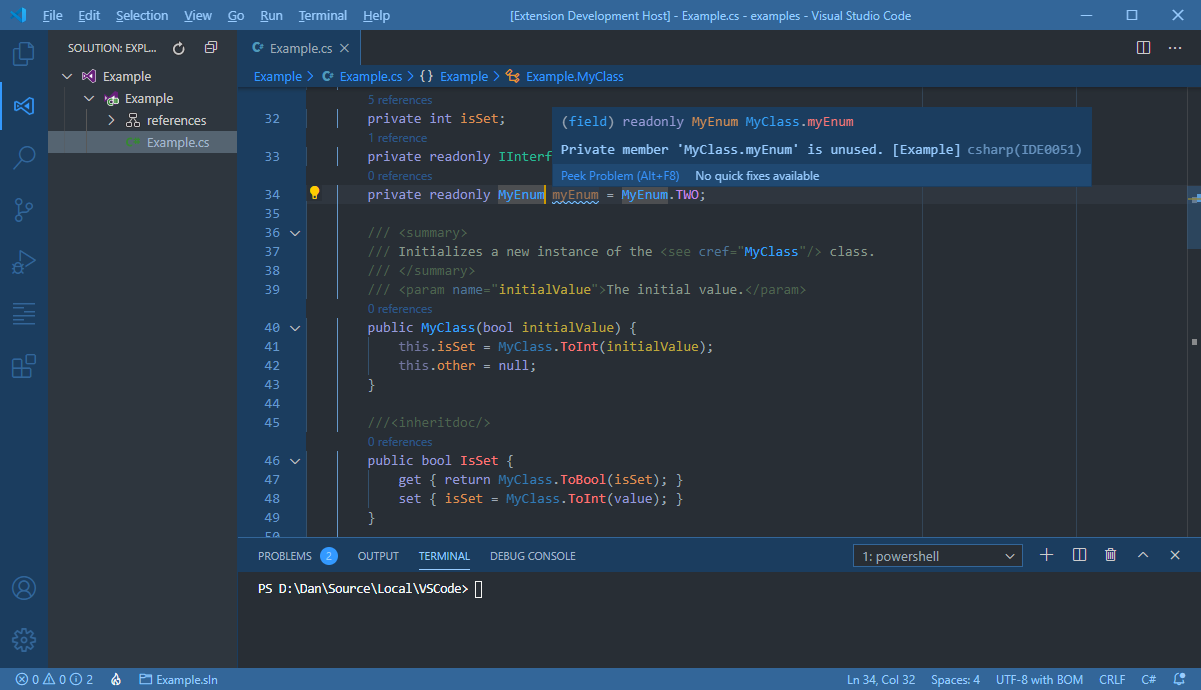 File Edit Selection View Go Run Terminal Help [Extension Development Host] - Example.cs - examples - Visual Studio Code
SOLUTION: EXPL...
Example
Example
references
C# Example.cs
C# Example.cs
Example > C# Example.cs > {} Example > Example.MyClass
5 references
32 private int isSet;
1 reference
33 private readonly IInterf
0 references
34 private readonly MyEnum myEnum = MyEnum.TWO;
(field) readonly MyEnum MyClass.myEnum
Private member 'MyClass.myEnum' is unused. [Example] csharp(IDE0051)
Peek Problem (Alt+F8) No quick fixes available
35
36 /// <summary>
37 /// Initializes a new instance of the <see cref="MyClass"/> class.
38 /// </summary>
39 /// <param name="initialValue">The initial value.</param>
0 references
40 public MyClass(bool initialValue) {
41 this.isSet = MyClass.ToInt(initialValue);
42 this.other = null;
43 }
44
45 ///<inheritdoc/>
0 references
46 public bool IsSet {
47 get { return MyClass.ToBool(isSet); }
48 set { isSet = MyClass.ToInt(value); }
49 }
50
PROBLEMS 2 OUTPUT TERMINAL DEBUG CONSOLE 1: powershell
PS D:\Dan\Source\Local\VSCode>
0 0 2 Example.sln Ln 34, Col 32 Spaces: 4 UTF-8 with BOM CRLF C#